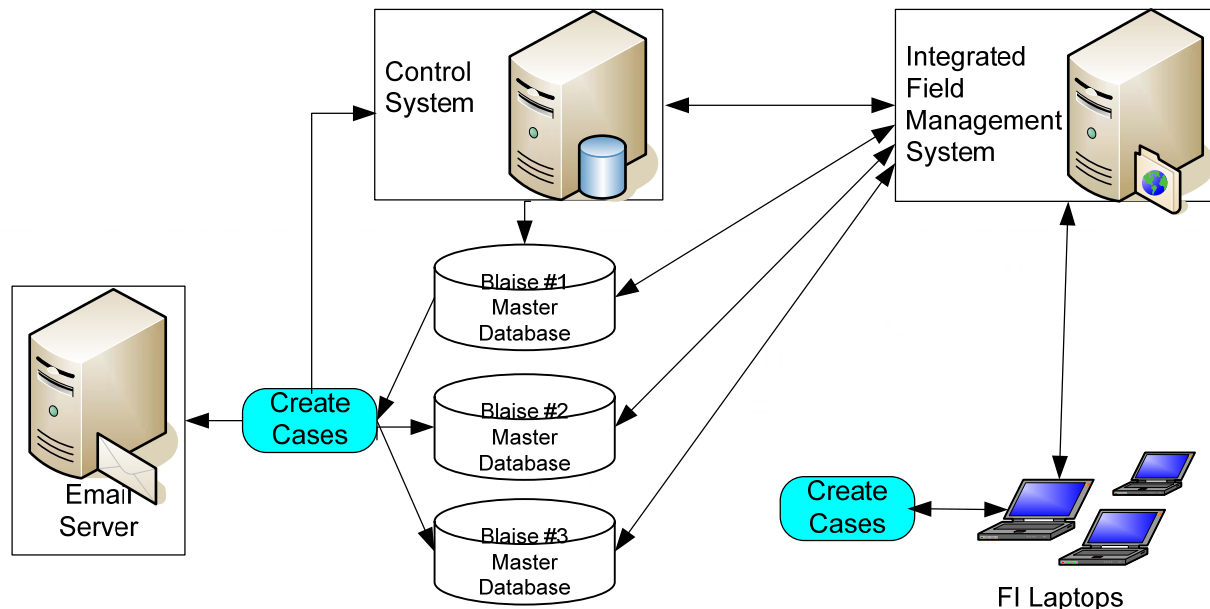 Control
System
Integrated
Field
Management
System
Blaise #1
Master
Database
Create
Cases
Blaise #2
Master
Database
Email
Server
Blaise #3
Master
Database
Create
Cases
FI Laptops